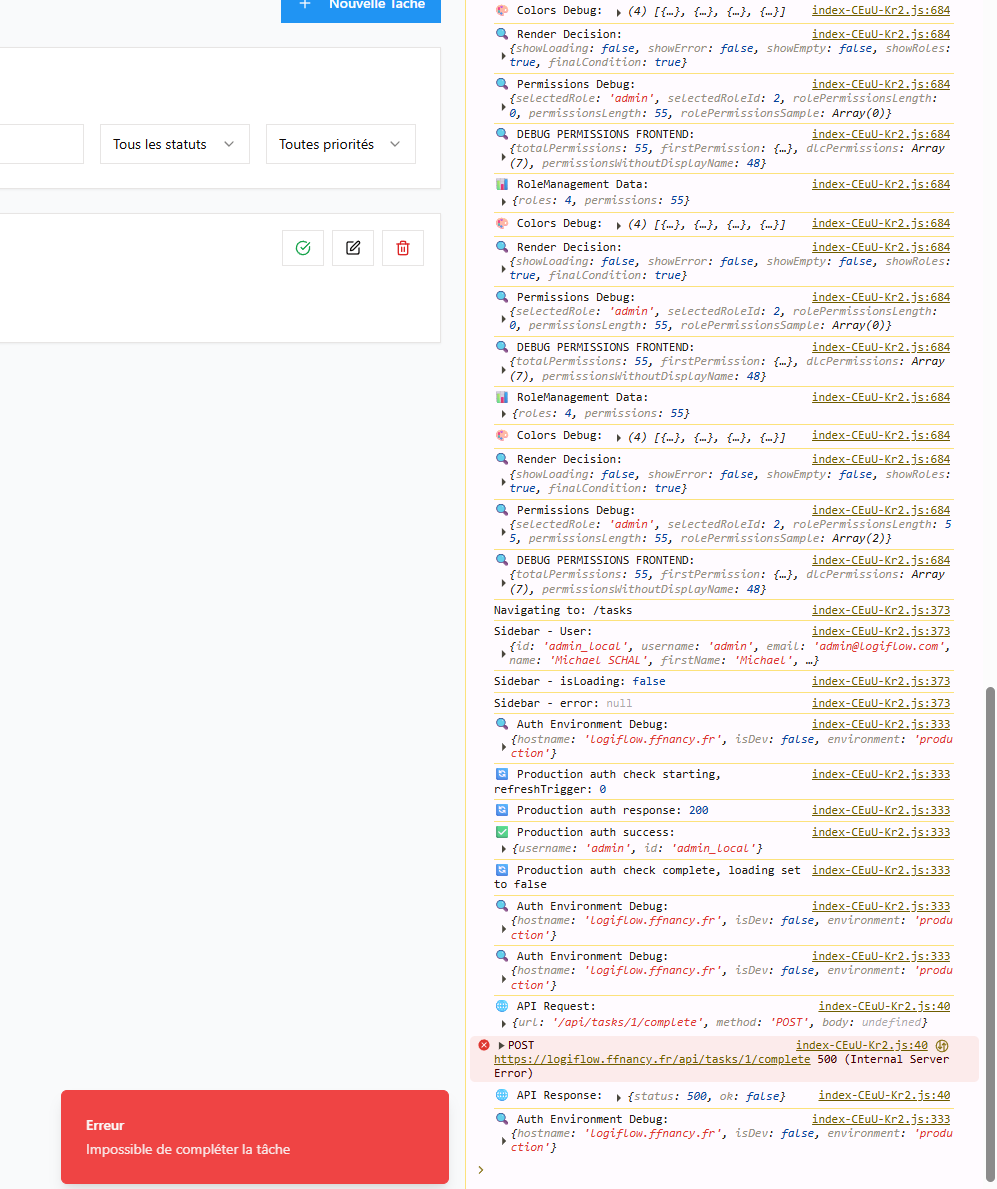 + Nouvelle Tâche
Tous les statuts
Toutes priorités
Erreur
Impossible de compléter la tâche
Colors Debug: (4) [{…}, {…}, {…}, {…}] index-CEuU-Kr2.js:684
Render Decision: index-CEuU-Kr2.js:684
{showLoading: false, showError: false, showEmpty: false, showRoles:
true, finalCondition: true}
Permissions Debug: index-CEuU-Kr2.js:684
{selectedRole: 'admin', selectedRoleId: 2, rolePermissionsLength:
0, permissionsLength: 55, rolePermissionsSample: Array(0)}
DEBUG PERMISSIONS FRONTEND: index-CEuU-Kr2.js:684
{totalPermissions: 55, firstPermission: {…}, dlcPermissions: Array
(7), permissionsWithoutDisplayName: 48}
RoleManagement Data: index-CEuU-Kr2.js:684
{roles: 4, permissions: 55}
Colors Debug: (4) [{…}, {…}, {…}, {…}] index-CEuU-Kr2.js:684
Render Decision: index-CEuU-Kr2.js:684
{showLoading: false, showError: false, showEmpty: false, showRoles:
true, finalCondition: true}
Permissions Debug: index-CEuU-Kr2.js:684
{selectedRole: 'admin', selectedRoleId: 2, rolePermissionsLength:
0, permissionsLength: 55, rolePermissionsSample: Array(0)}
DEBUG PERMISSIONS FRONTEND: index-CEuU-Kr2.js:684
{totalPermissions: 55, firstPermission: {…}, dlcPermissions: Array
(7), permissionsWithoutDisplayName: 48}
RoleManagement Data: index-CEuU-Kr2.js:684
{roles: 4, permissions: 55}
Colors Debug: (4) [{…}, {…}, {…}, {…}] index-CEuU-Kr2.js:684
Render Decision: index-CEuU-Kr2.js:684
{showLoading: false, showError: false, showEmpty: false, showRoles:
true, finalCondition: true}
Permissions Debug: index-CEuU-Kr2.js:684
{selectedRole: 'admin', selectedRoleId: 2, rolePermissionsLength: 5
5, permissionsLength: 55, rolePermissionsSample: Array(2)}
DEBUG PERMISSIONS FRONTEND: index-CEuU-Kr2.js:684
{totalPermissions: 55, firstPermission: {…}, dlcPermissions: Array
(7), permissionsWithoutDisplayName: 48}
Navigating to: /tasks index-CEuU-Kr2.js:373
Sidebar - User: index-CEuU-Kr2.js:373
{id: 'admin_local', username: 'admin', email: 'admin@logiflow.com',
name: 'Michael SCHAL', firstName: 'Michael', …}
Sidebar - isLoading: false index-CEuU-Kr2.js:373
Sidebar - error: null index-CEuU-Kr2.js:373
Auth Environment Debug: index-CEuU-Kr2.js:333
{hostname: 'logiflow.ffnancy.fr', isDev: false, environment: 'produ
ction'}
Production auth check starting, index-CEuU-Kr2.js:333
refreshTrigger: 0
Production auth response: 200 index-CEuU-Kr2.js:333
Production auth success: index-CEuU-Kr2.js:333
{username: 'admin', id: 'admin_local'}
Production auth check complete, loading set index-CEuU-Kr2.js:333
to false
Auth Environment Debug: index-CEuU-Kr2.js:333
{hostname: 'logiflow.ffnancy.fr', isDev: false, environment: 'produ
ction'}
Auth Environment Debug: index-CEuU-Kr2.js:333
{hostname: 'logiflow.ffnancy.fr', isDev: false, environment: 'produ
ction'}
API Request: index-CEuU-Kr2.js:40
{url: '/api/tasks/1/complete', method: 'POST', body: undefined}
POST index-CEuU-Kr2.js:40
https://logiflow.ffnancy.fr/api/tasks/1/complete 500 (Internal Server
Error)
API Response: {status: 500, ok: false} index-CEuU-Kr2.js:40
Auth Environment Debug: index-CEuU-Kr2.js:333
{hostname: 'logiflow.ffnancy.fr', isDev: false, environment: 'produ
ction'}